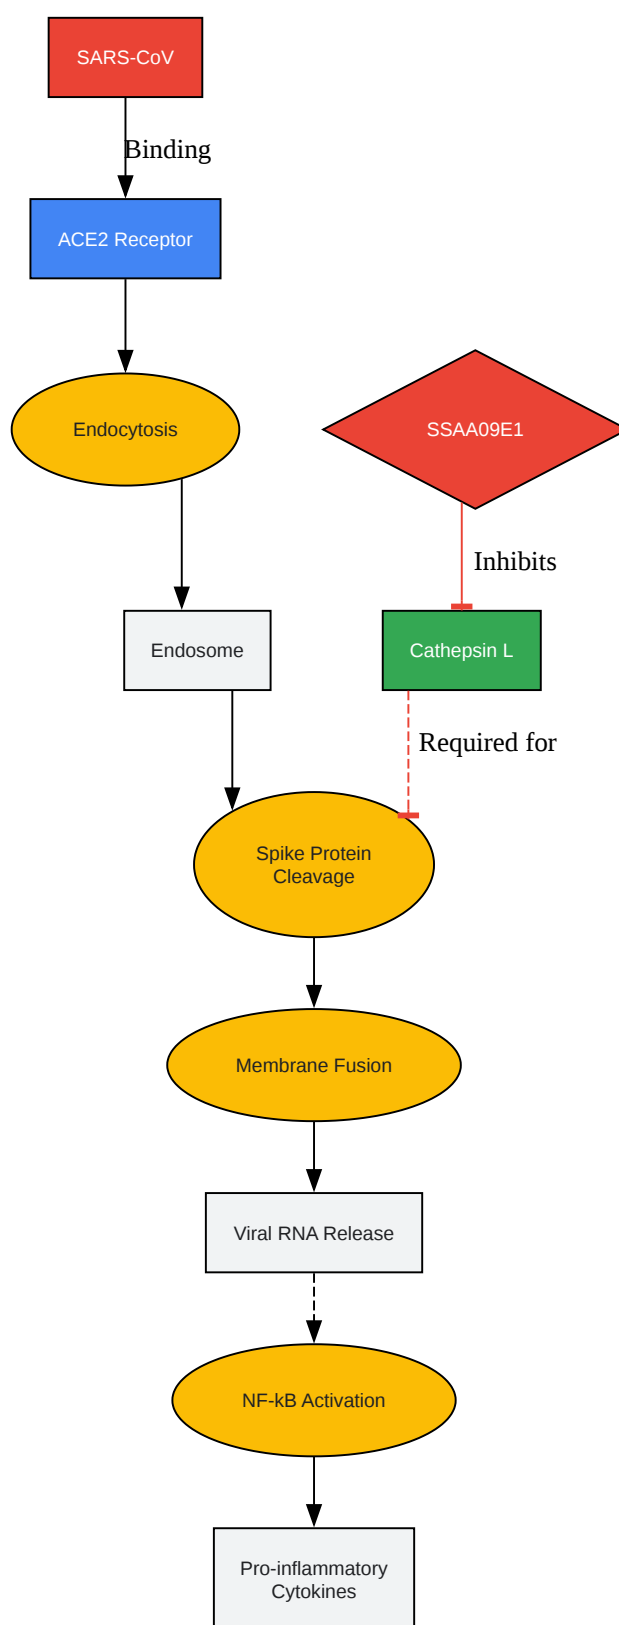 SARS-CoV
Binding
ACE2 Receptor
Endocytosis
SSAA09E1
Inhibits
Endosome
Cathepsin L
Required for
Spike Protein
Cleavage
Membrane Fusion
Viral RNA Release
NF-kB Activation
Pro-inflammatory
Cytokines